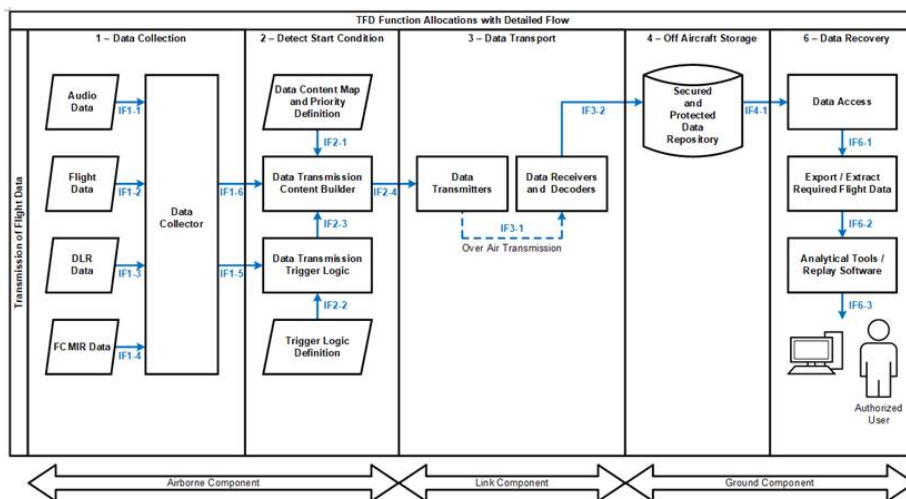 TFD Function Allocations with Detailed Flow
Transmission of Flight Data
1 – Data Collection
2 – Detect Start Condition
3 – Data Transport
4 – Off Aircraft Storage
6 – Data Recovery
Audio
Data
IF1-1
Flight
Data
IF1-2
DLR
Data
IF1-3
FCMIR Data
IF1-4
Data
Collector
IF1-6
IF1-5
Data Content Map
and Priority
Definition
IF2-1
Data Transmission
Content Builder
IF2-4
IF2-3
Data Transmission
Trigger Logic
IF2-2
Trigger Logic
Definition
Data
Transmitters
Data Receivers
and Decoders
IF3-1
Over Air Transmission
IF3-2
Secured
and
Protected
Data
Repository
IF4-1
Data Access
IF6-1
Export / Extract
Required Flight Data
IF6-2
Analytical Tools /
Replay Software
IF6-3
Authorized
User
Airborne Component
Link Component
Ground Component